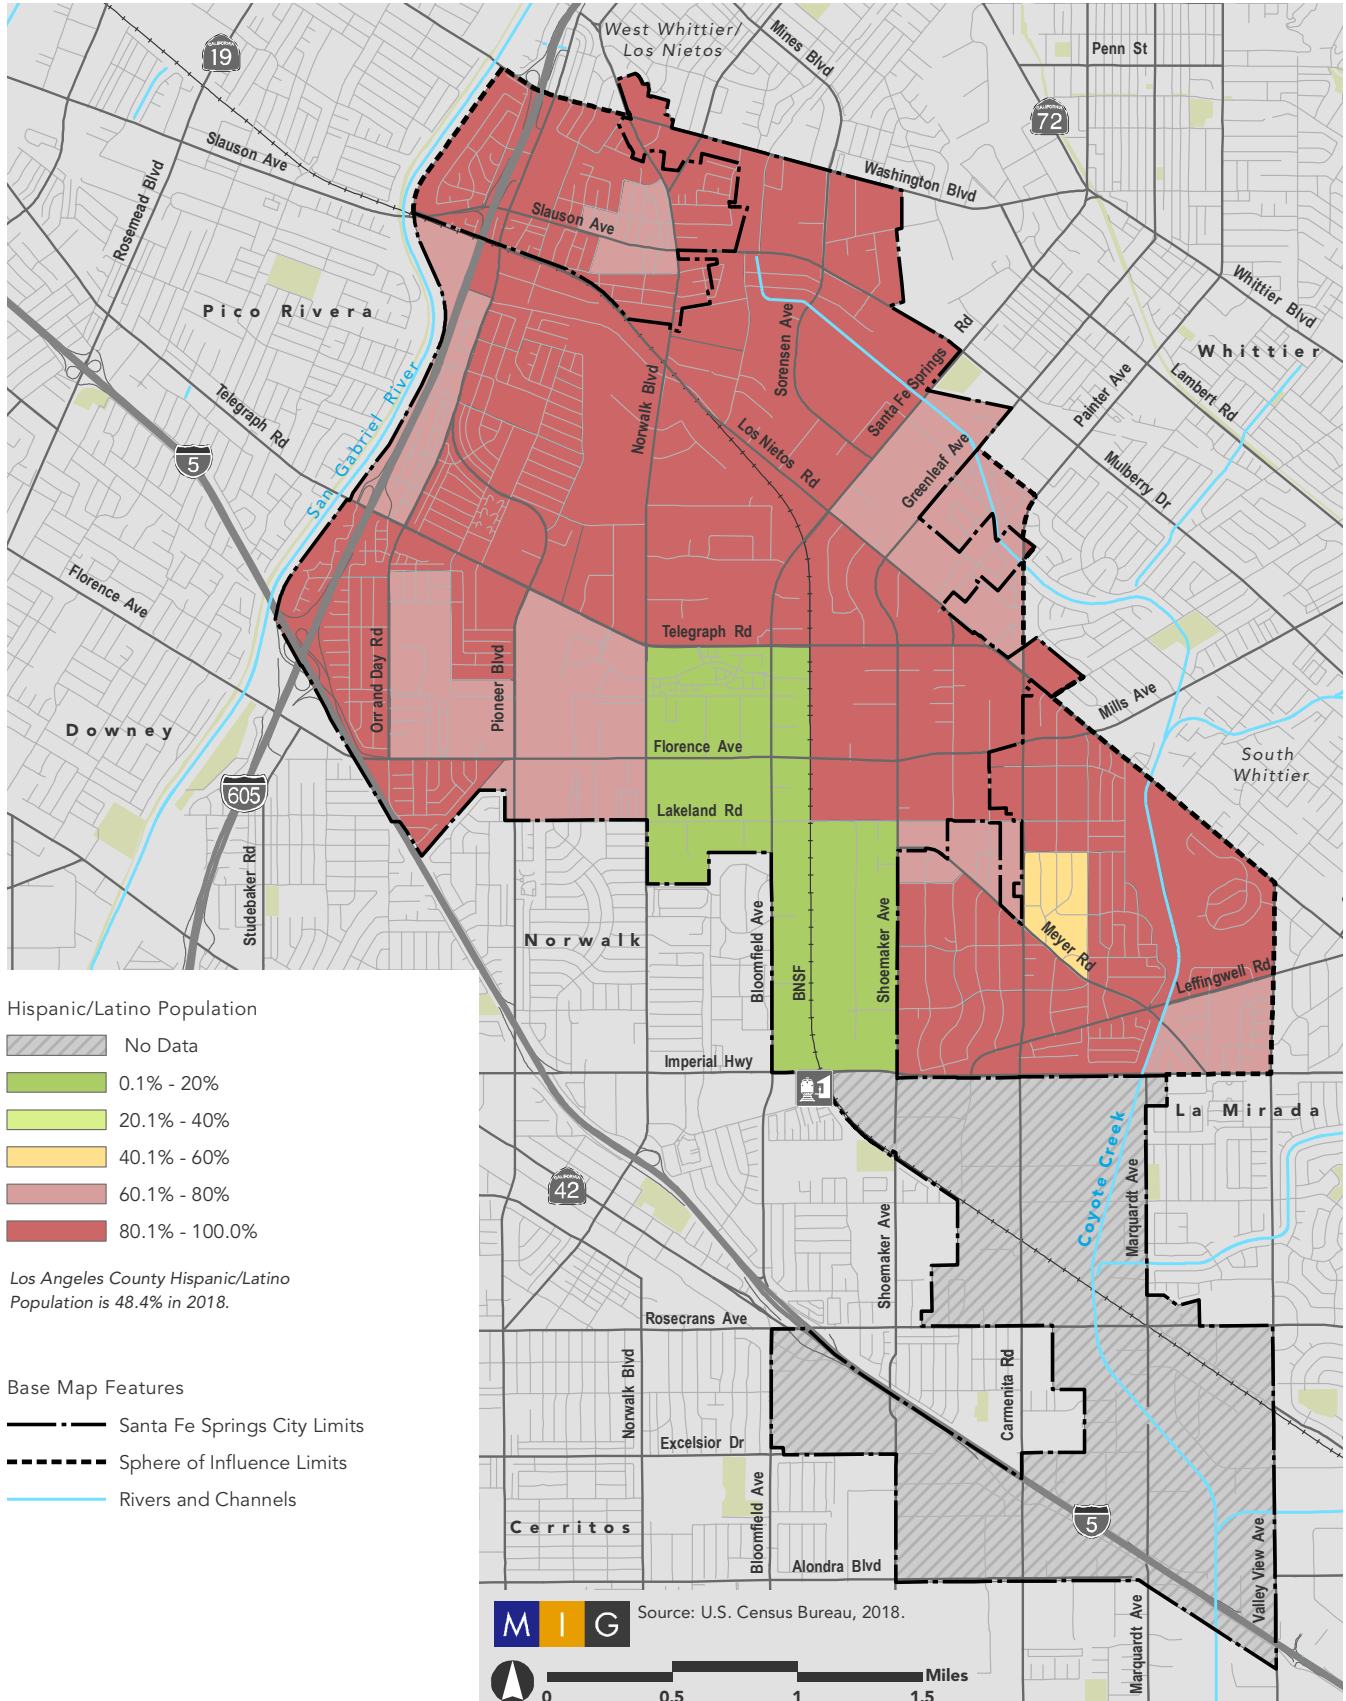 West Whittier/
Los Nietos
Mines Blvd
Penn St
CALIFORNIA
19
CALIFORNIA
72
Slauson Ave
Rosemead Blvd
Washington Blvd
Slauson Ave
Whittier Blvd
Pico Rivera
Whittier
Sorensen Ave
Santa Fe Springs
Rd
Painter Ave
Lambert Rd
Telegraph Rd
San Gabriel River
Norwalk Blvd
Los Nietos Rd
Greenleaf Ave
Mulberry Dr
5
Florence Ave
Telegraph Rd
Orr and Day Rd
Pioneer Blvd
Mills Ave
Downey
Florence Ave
South
Whittier
605
Lakeland Rd
Studebaker Rd
Norwalk
Bloomfield Ave
BNSF
Shoemaker Ave
Meyer Rd
Leffingwell Rd
Imperial Hwy
La Mirada
Hispanic/Latino Population
No Data
0.1% - 20%
20.1% - 40%
40.1% - 60%
60.1% - 80%
80.1% - 100.0%
Los Angeles County Hispanic/Latino
Population is 48.4% in 2018.
CALIFORNIA
42
Coyote Creek
Marquardt Ave
Shoemaker Ave
Rosecrans Ave
Norwalk Blvd
Carmenita Rd
Excelsior Dr
Base Map Features
Santa Fe Springs City Limits
Sphere of Influence Limits
Rivers and Channels
Bloomfield Ave
Cerritos
5
Alondra Blvd
Valley View Ave
Marquardt Ave
MIG
Source: U.S. Census Bureau, 2018.
Miles
0 0.5 1 1.5